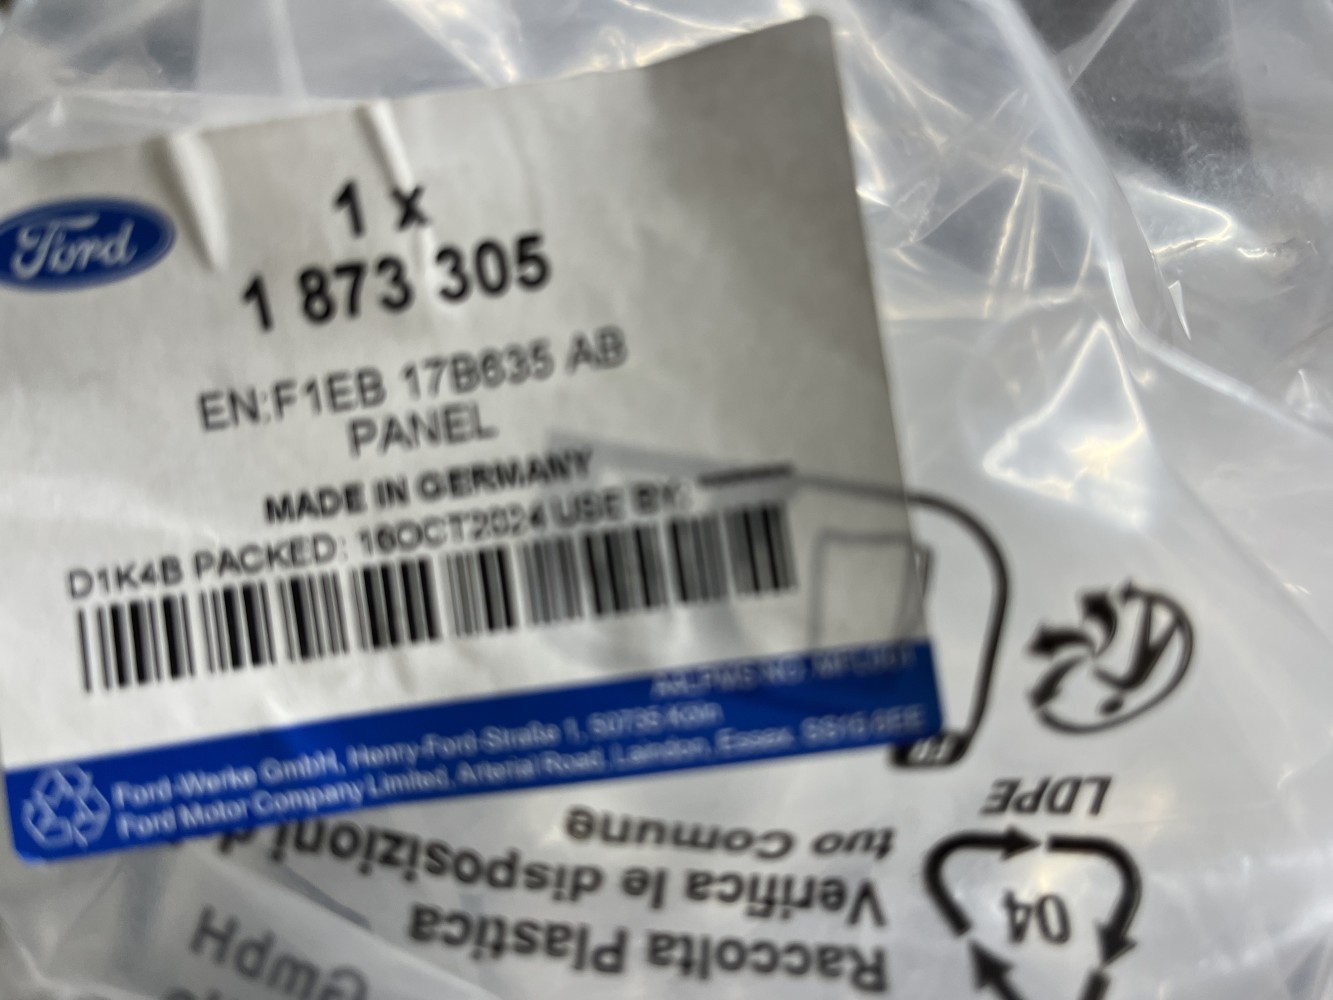 Ford
1 x
1 873 305
EN:F1EB 17B635 AB
PANEL
MADE IN GERMANY
D1K4B PACKED: 16OCT2024 USE BY:
Ford-Werke GmbH, Henry-Ford-Straße 1, 50735 Köln
Ford Motor Company Limited, Arterial Road, Laindon, Essex SS15 6EE
LDPE
04
Raccolta Plastica
Verifica le disposizioni
tuo Comune
GmbH